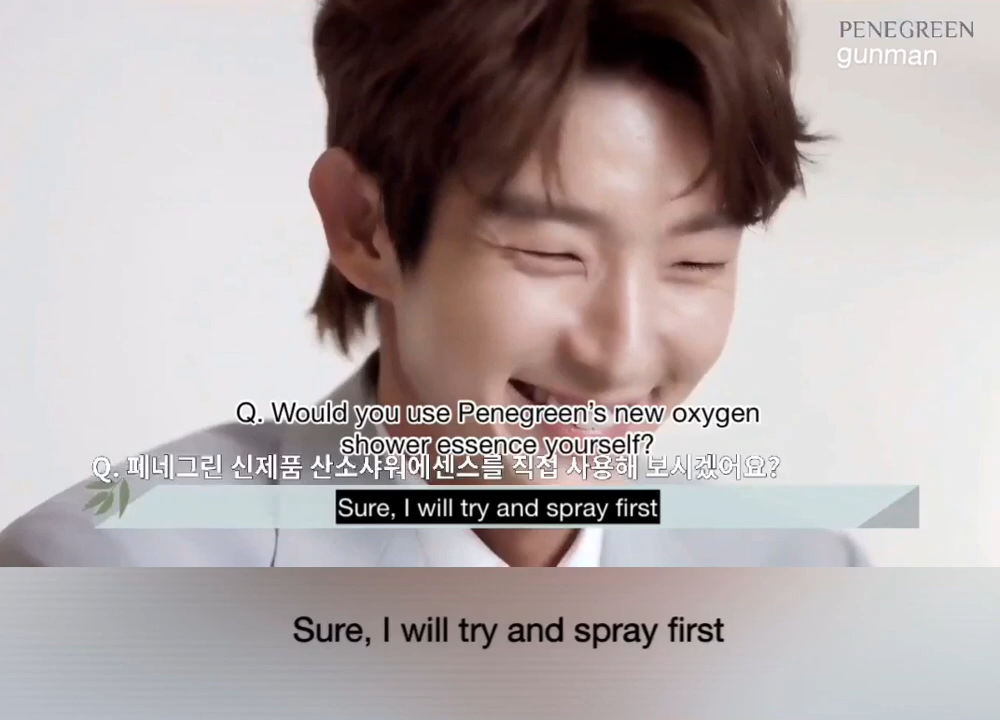 PENEGREEN
gunman
Q. Would you use Penegreen's new oxygen
shower essence yourself?
Q. 페네그린 신제품 산소샤워에센스를 직접 사용해 보시겠어요?
Sure, I will try and spray first
Sure, I will try and spray first